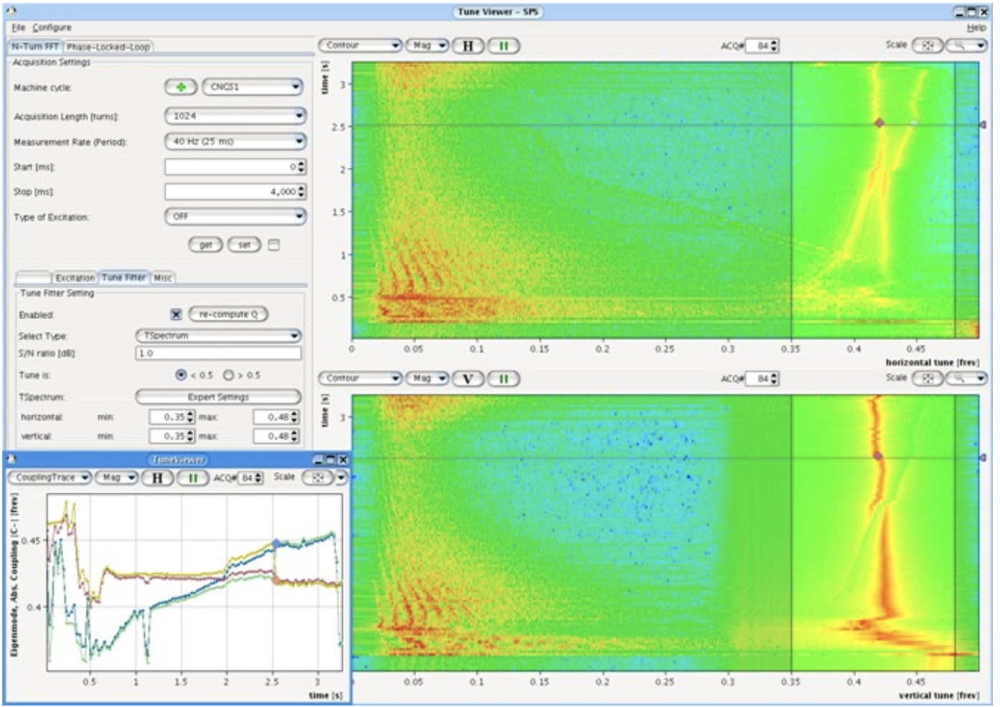 Tune Viewer - SPS
File Configure
Help
N-Turn FFT Phase-Locked-Loop
Acquisition Settings
Machine cycle: CNGS1
Acquisition Length [turns]: 1024
Measurement Rate (Period): 40 Hz (25 ms)
Start [ms]: 0
Stop [ms]: 4,000
Type of Excitation: OFF
get set
Excitation Tune Fitter Misc
Tune Fitter Setting
Enabled: re-compute Q
Select Type: TSpectrum
S/N ratio [dB]: 1.0
Tune is: < 0.5 > 0.5
TSpectrum: Expert Settings
horizontal: min: 0.35 max: 0.48
vertical: min: 0.35 max: 0.48
Contour Mag H ACQ# 84 Scale
time [s]
3
2.5
2
1.5
1
0.5
0 0.05 0.1 0.15 0.2 0.25 0.3 0.35 0.4 0.45
horizontal tune [frev]
Contour Mag V ACQ# 84 Scale
time [s]
3
0.05 0.1 0.15 0.2 0.25 0.3 0.35 0.4 0.45
vertical tune [frev]
TuneViewer
CouplingTrace Mag H ACQ# 84 Scale
Eigenmode, Abs. Coupling |C-| [frev]
0.45
0.4
0.5 1 1.5 2 2.5 3
time [s]